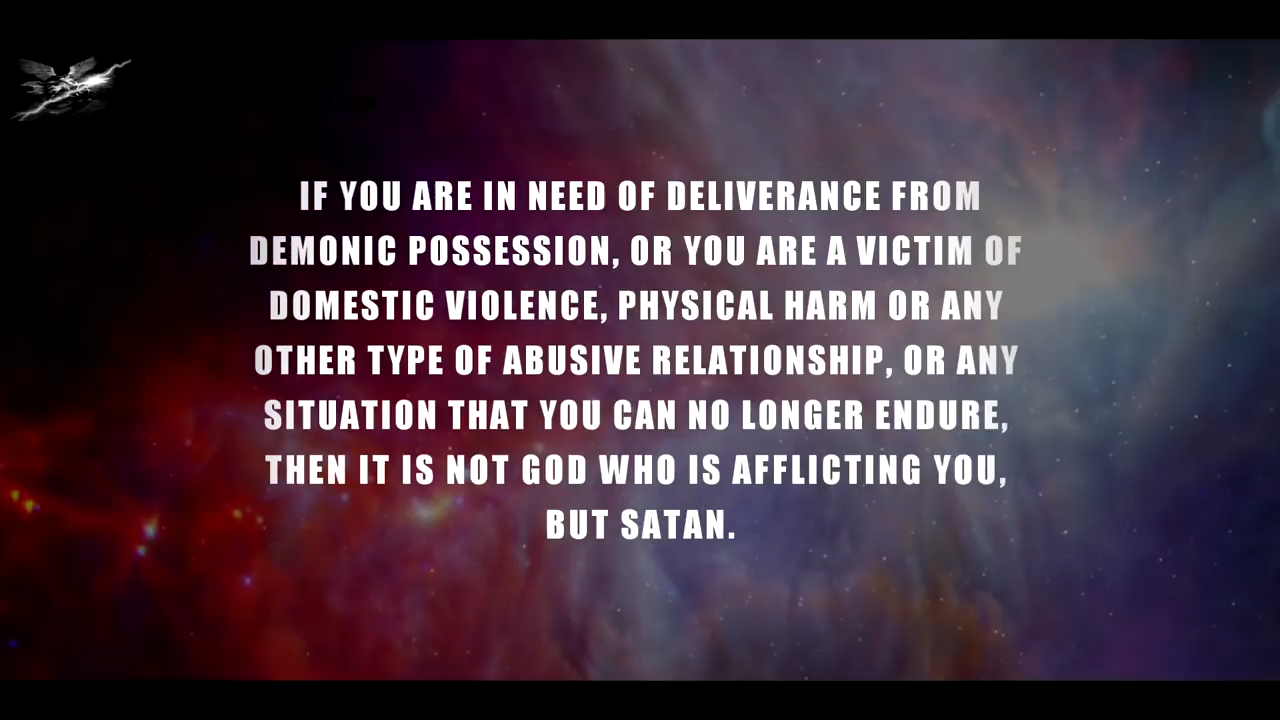 IF YOU ARE IN NEED OF DELIVERANCE FROM
DEMONIC POSSESSION, OR YOU ARE A VICTIM OF
DOMESTIC VIOLENCE, PHYSICAL HARM OR ANY
OTHER TYPE OF ABUSIVE RELATIONSHIP, OR ANY
SITUATION THAT YOU CAN NO LONGER ENDURE,
THEN IT IS NOT GOD WHO IS AFFLICTING YOU,
BUT SATAN.